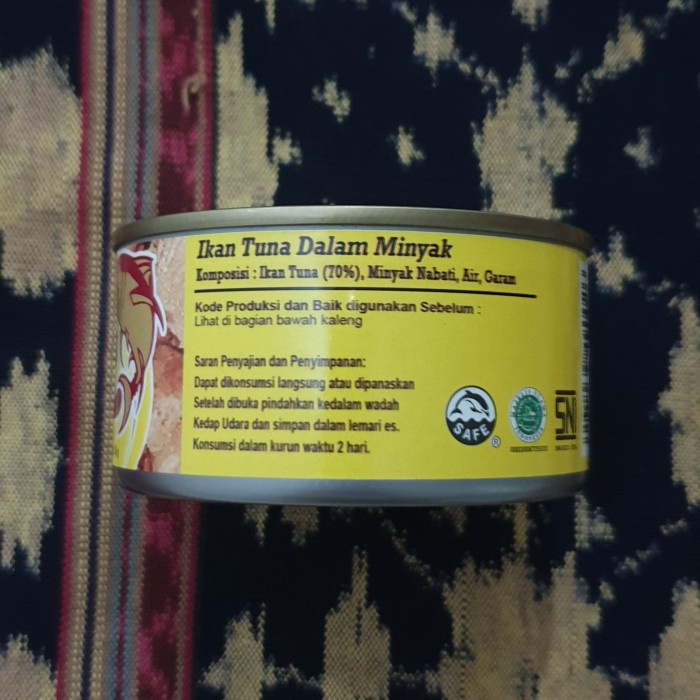 Ikan Tuna Dalam Minyak
Komposisi : Ikan Tuna (70%), Minyak Nabati, Air, Garam
Kode Produksi dan Baik digunakan Sebelum :
Lihat di bagian bawah kaleng
Saran Penyajian dan Penyimpanan:
Dapat dikonsumsi langsung atau dipanaskan
Setelah dibuka pindahkan kedalam wadah
Kedap Udara dan simpan dalam lemari es.
Konsumsi dalam kurun waktu 2 hari.
SAFE ®
SNI